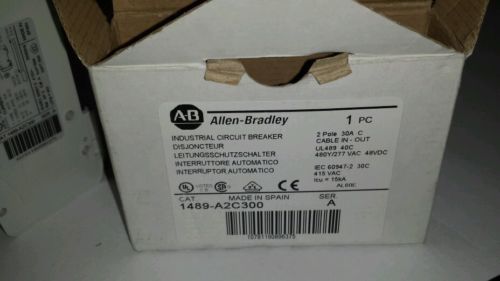 A-B
Allen-Bradley
1 PC
INDUSTRIAL CIRCUIT BREAKER
DISJONCTEUR
LEITUNGSSCHUTZSCHALTER
INTERRUTTORE AUTOMATICO
INTERRUPTOR AUTOMATICO
2 Pole 30A C
CABLE IN - OUT
UL489 40C
480Y/277 VAC 48VDC
IEC 60947-2 30C
415 VAC
Icu = 15kA
CAT
MADE IN SPAIN
SER.
1489-A2C300
A